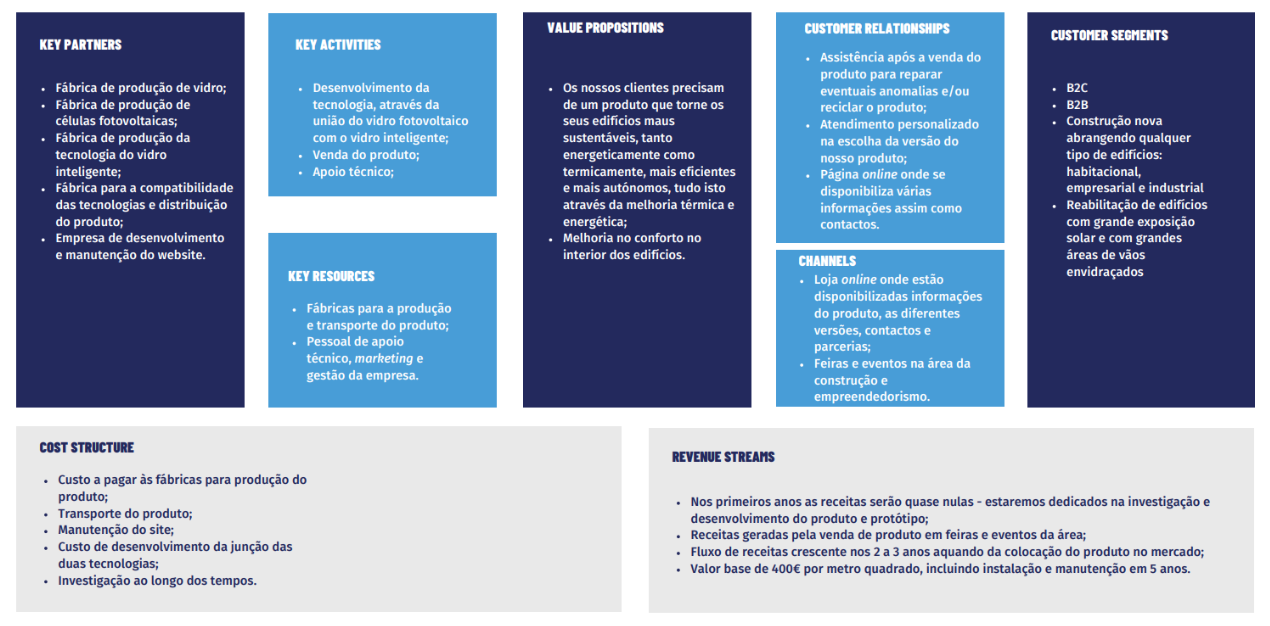 KEY PARTNERS
• Fábrica de produção de vidro;
• Fábrica de produção de
células fotovoltaicas;
• Fábrica de produção da
tecnologia do vidro
inteligente;
• Fábrica para a compatibilidade
das tecnologias e distribuição
do produto;
• Empresa de desenvolvimento
e manutenção do website.
KEY ACTIVITIES
• Desenvolvimento da
tecnologia, através da
união do vidro fotovoltaico
com o vidro inteligente;
• Venda do produto;
• Apoio técnico;
KEY RESOURCES
• Fábricas para a produção
e transporte do produto;
• Pessoal de apoio
técnico, marketing e
gestão da empresa.
VALUE PROPOSITIONS
• Os nossos clientes precisam
de um produto que torne os
seus edifícios maus
sustentáveis, tanto
energeticamente como
termicamente, mais eficientes
e mais autónomos, tudo isto
através da melhoria térmica e
energética;
• Melhoria no conforto no
interior dos edifícios.
CUSTOMER RELATIONSHIPS
• Assistência após a venda do
produto para reparar
eventuais anomalias e/ou
reciclar o produto;
• Atendimento personalizado
na escolha da versão do
nosso produto;
• Página online onde se
disponibiliza várias
informações assim como
contactos.
CHANNELS
• Loja online onde estão
disponibilizadas informações
do produto, as diferentes
versões, contactos e
parcerias;
• Feiras e eventos na área da
construção e
empreendedorismo.
CUSTOMER SEGMENTS
• B2C
• B2B
• Construção nova
abrangendo qualquer
tipo de edifícios:
habitacional,
empresarial e industrial
• Reabilitação de edifícios
com grande exposição
solar e com grandes
áreas de vãos
envidraçados
COST STRUCTURE
• Custo a pagar às fábricas para produção do
produto;
• Transporte do produto;
• Manutenção do site;
• Custo de desenvolvimento da junção das
duas tecnologias;
• Investigação ao longo dos tempos.
REVENUE STREAMS
• Nos primeiros anos as receitas serão quase nulas - estaremos dedicados na investigação e
desenvolvimento do produto e protótipo;
• Receitas geradas pela venda de produto em feiras e eventos da área;
• Fluxo de receitas crescente nos 2 a 3 anos aquando da colocação do produto no mercado;
• Valor base de 400€ por metro quadrado, incluindo instalação e manutenção em 5 anos.